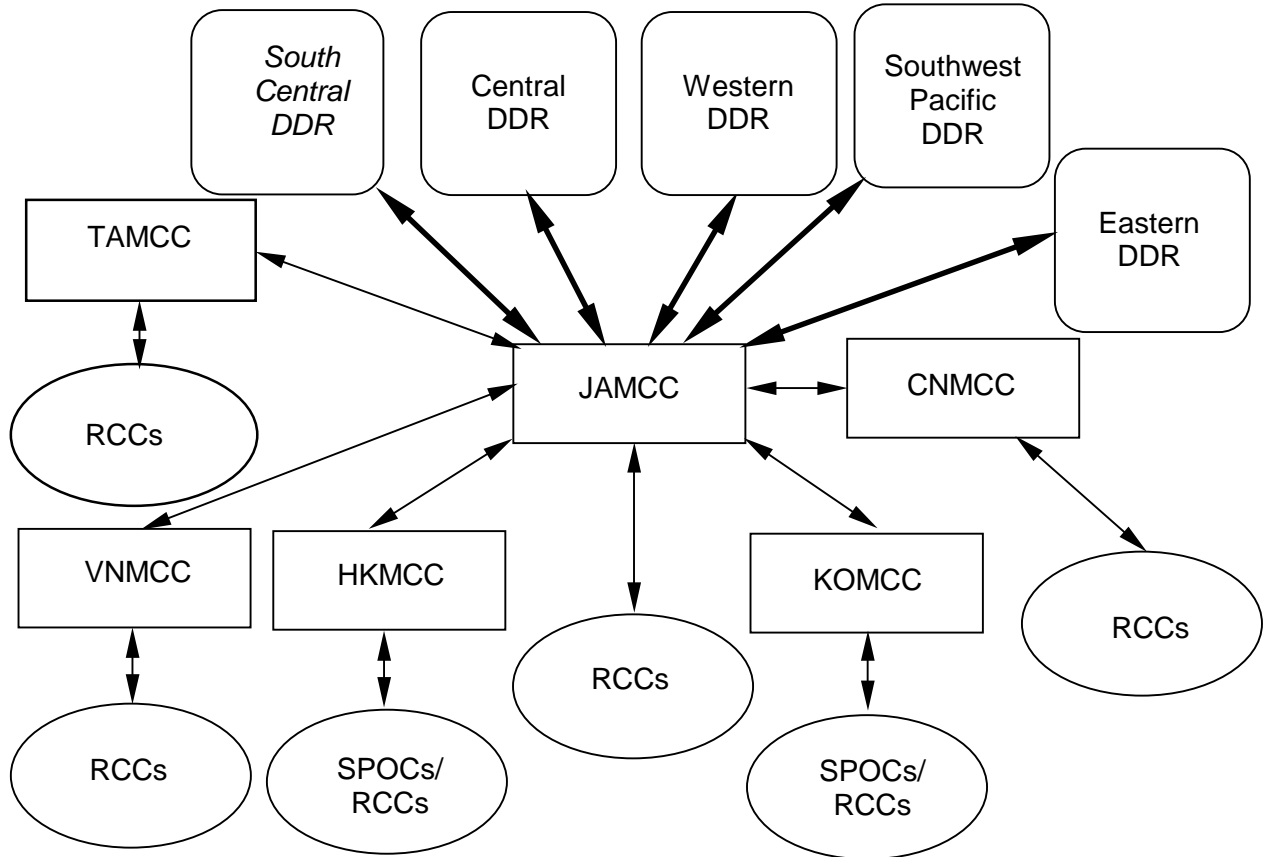 South
Central
DDR
Central
DDR
Western
DDR
Southwest
Pacific
DDR
Eastern
DDR
TAMCC
RCCs
JAMCC
CNMCC
VNMCC
HKMCC
KOMCC
RCCs
RCCs
RCCs
SPOCs/
RCCs
SPOCs/
RCCs